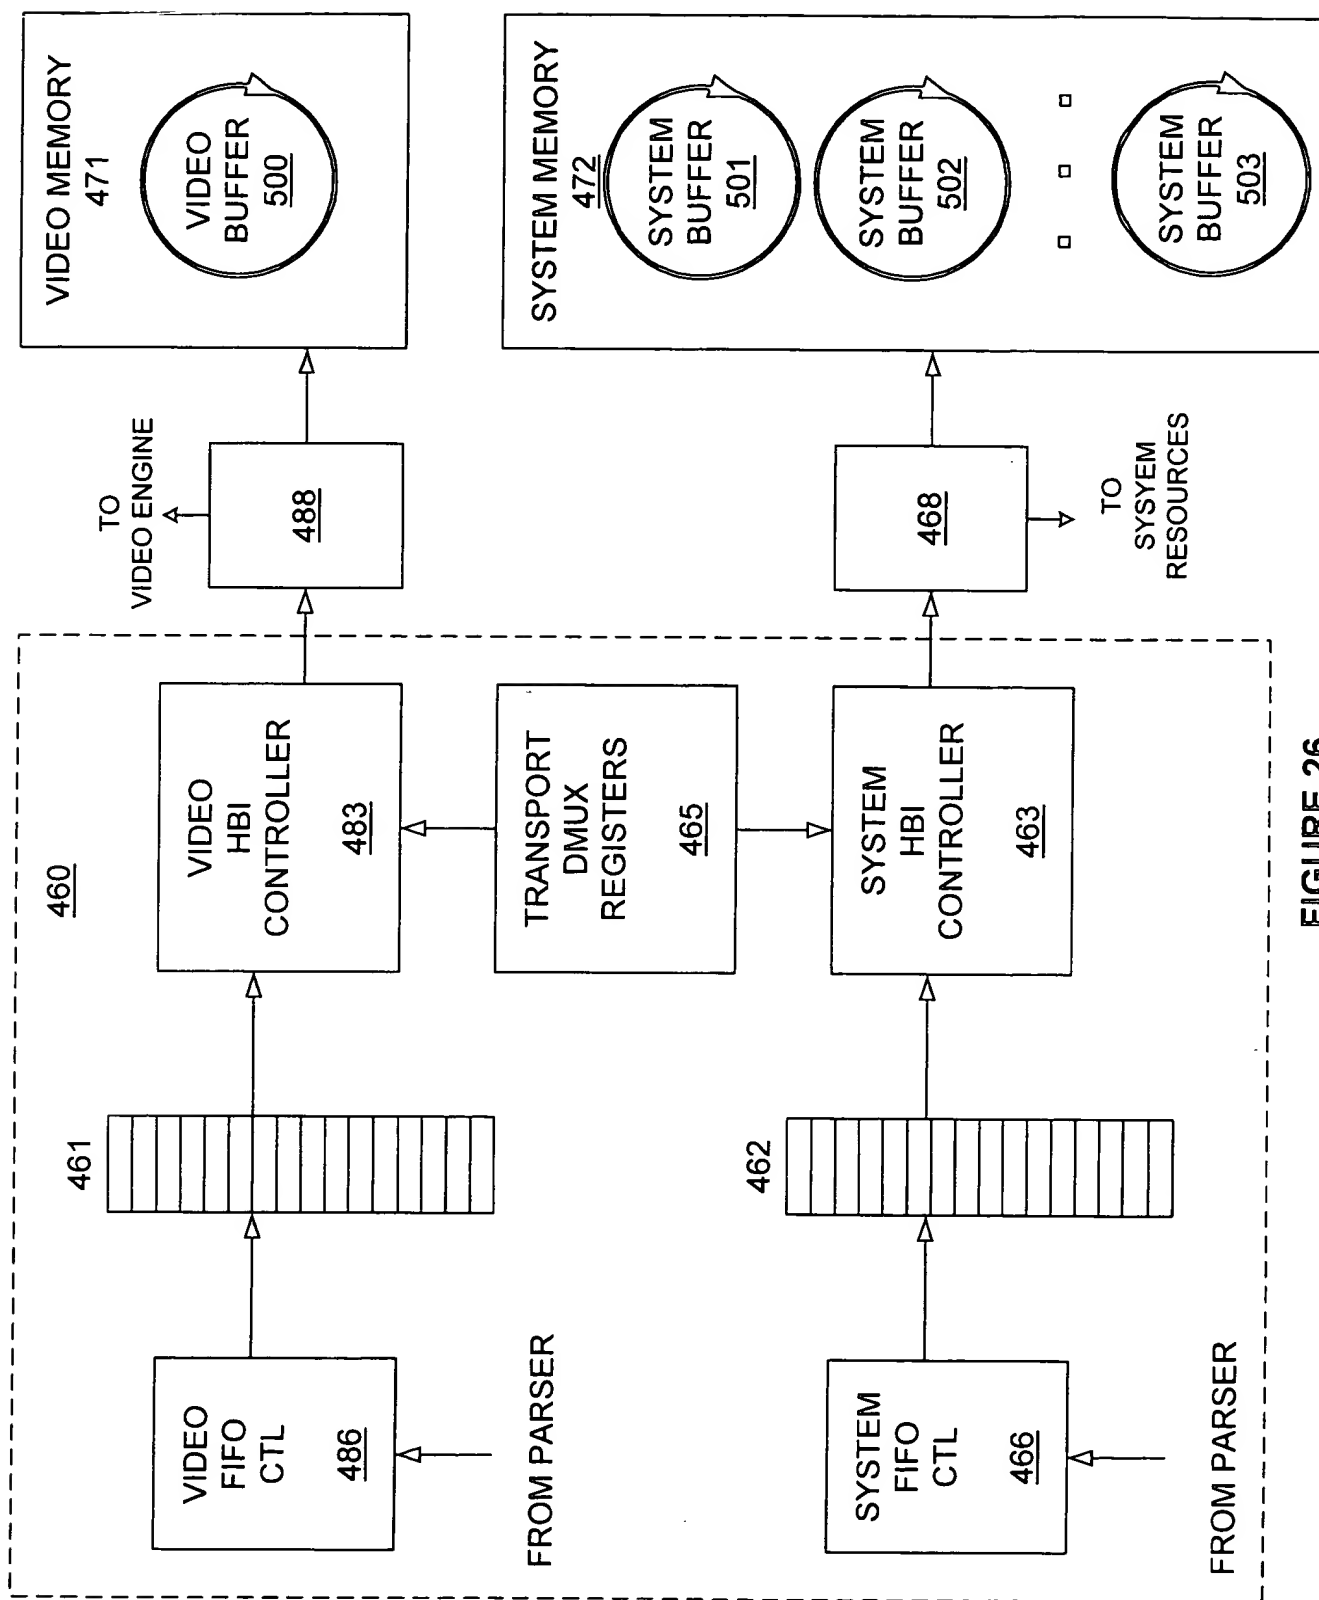 460
VIDEO
FIFO
CTL
486
FROM PARSER
461
VIDEO
HBI
CONTROLLER
483
TO
VIDEO ENGINE
488
VIDEO MEMORY
471
VIDEO
BUFFER
500
TRANSPORT
DMUX
REGISTERS
465
SYSTEM
FIFO
CTL
466
FROM PARSER
462
SYSTEM
HBI
CONTROLLER
463
468
TO
SYSYEM
RESOURCES
SYSTEM MEMORY
472
SYSTEM
BUFFER
501
SYSTEM
BUFFER
502
SYSTEM
BUFFER
503
FIGURE 26